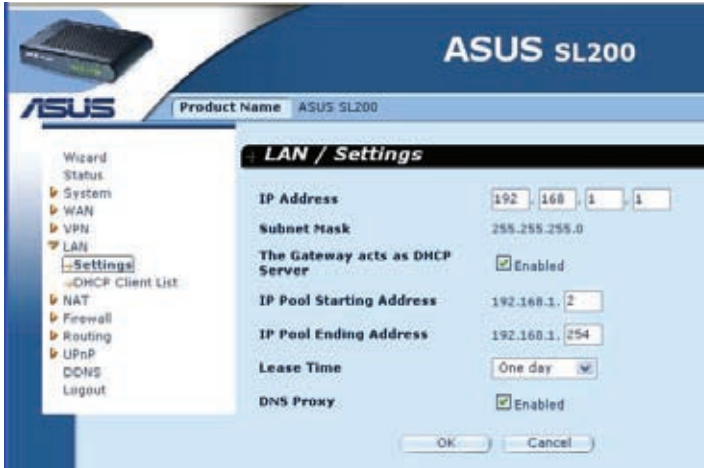 ASUS SL200
ASUS
Product Name ASUS SL200
Wizard
Status
System
WAN
VPN
LAN
Settings
DHCP Client List
NAT
Firewall
Routing
UPnP
DDNS
Logout
LAN / Settings
IP Address 192 . 168 . 1 . 1
Subnet Mask 255.255.255.0
The Gateway acts as DHCP
Server Enabled
IP Pool Starting Address 192.168.1. 2
IP Pool Ending Address 192.168.1. 254
Lease Time One day
DNS Proxy Enabled
OK Cancel